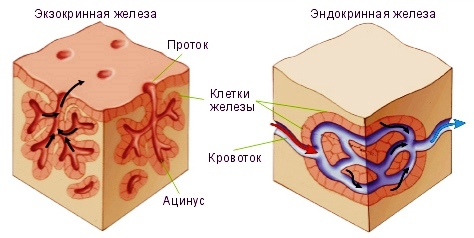 Экзокринная железа
Эндокринная железа
Проток
Клетки
железы
Кровоток
Ацинус